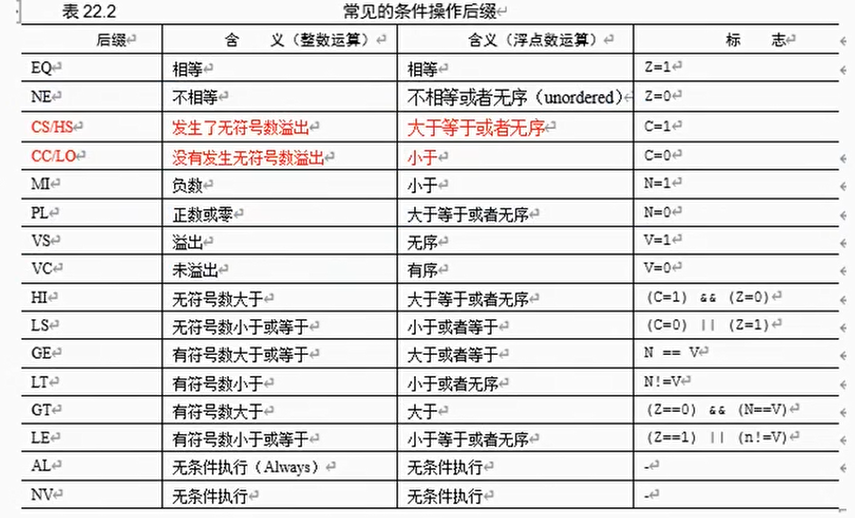 表 22.2 常见的条件操作后缀
后缀 含 义（整数运算） 含义（浮点数运算） 标 志
EQ 相等 相等 Z=1
NE 不相等 不相等或者无序（unordered） Z=0
CS/HS 发生了无符号数溢出 大于等于或者无序 C=1
CC/LO 没有发生无符号数溢出 小于 C=0
MI 负数 小于 N=1
PL 正数或零 大于等于或者无序 N=0
VS 溢出 无序 V=1
VC 未溢出 有序 V=0
HI 无符号数大于 大于等于或者无序 (C=1) && (Z=0)
LS 无符号数小于或等于 小于或者等于 (C=0) || (Z=1)
GE 有符号数大于或等于 大于或者等于 N == V
LT 有符号数小于 小于或者无序 N!=V
GT 有符号数大于 大于 (Z==0) && (N==V)
LE 有符号数小于或等于 小于等于或者无序 (Z==1) || (n!=V)
AL 无条件执行（Always） 无条件执行 -
NV 无条件执行 无条件执行 -